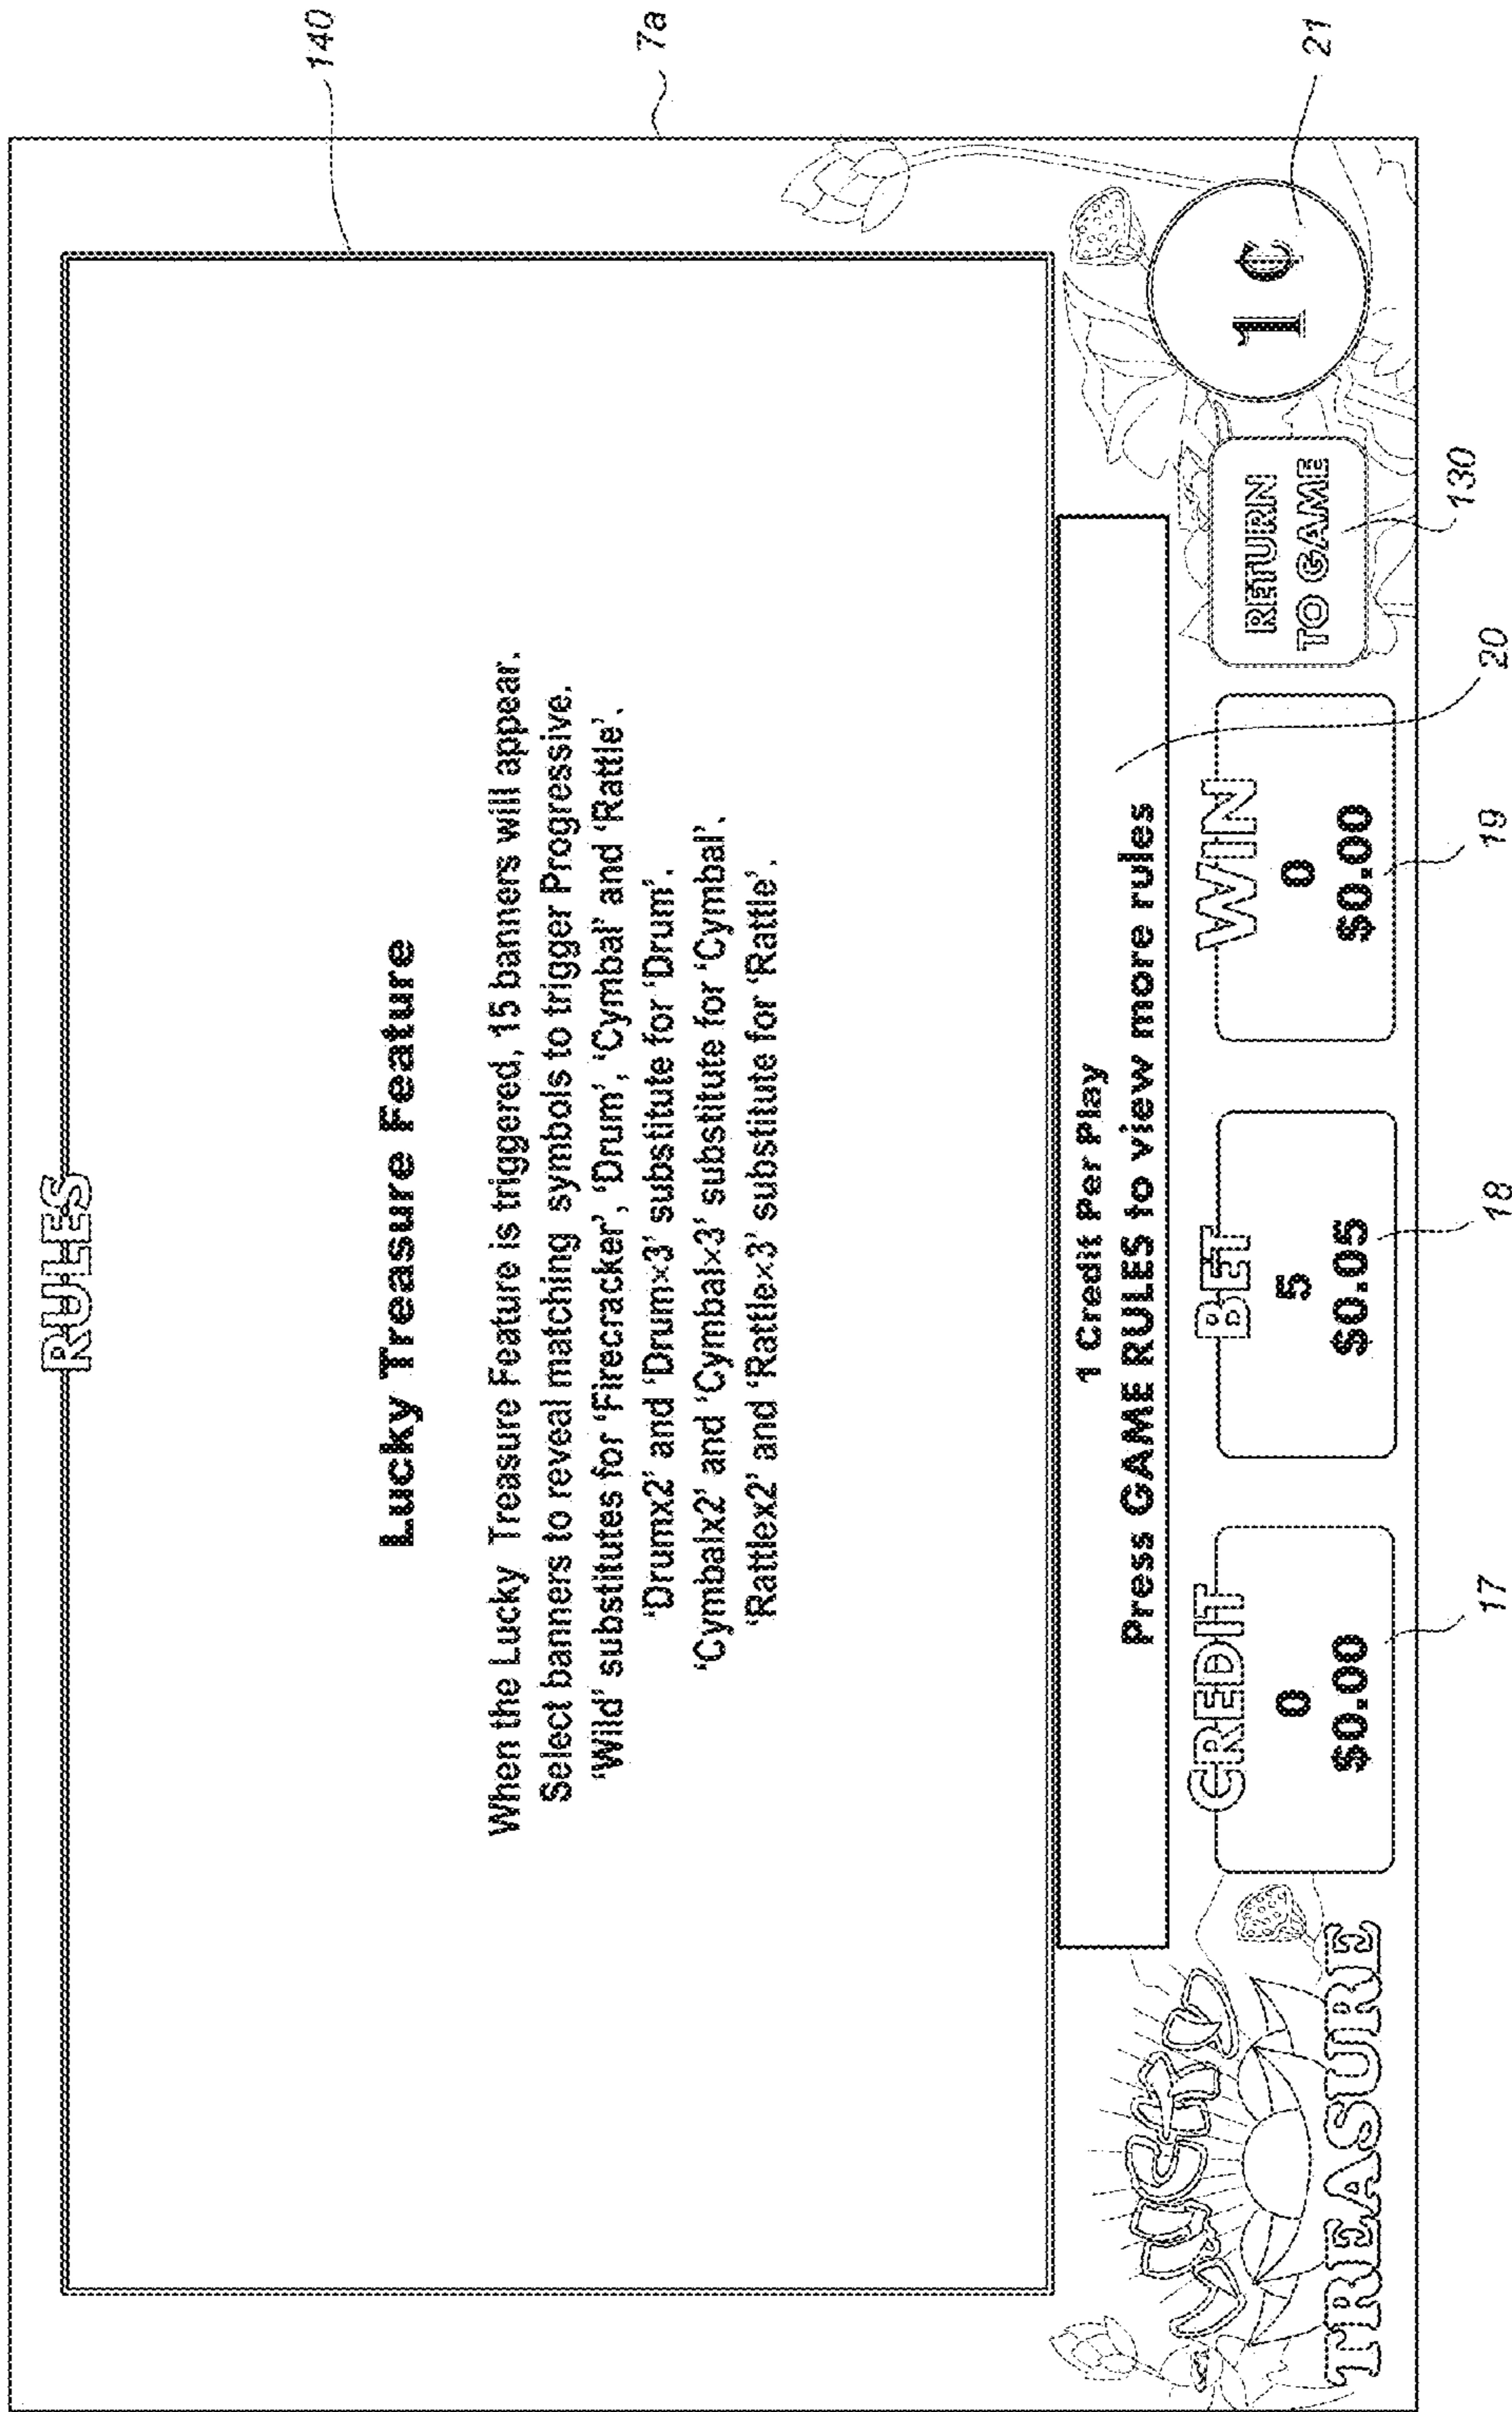 RULES
140
7a
Lucky Treasure Feature
When the Lucky Treasure Feature is triggered, 15 banners will appear.
Select banners to reveal matching symbols to trigger Progressive.
‘Wild’ substitutes for ‘Firecracker’, ‘Drum’, ‘Cymbal’ and ‘Rattle’.
‘Drumx2’ and ‘Drum×3’ substitute for ‘Drum’.
‘Cymbalx2’ and ‘Cymbal×3’ substitute for ‘Cymbal’.
‘Rattlex2’ and ‘Rattle×3’ substitute for ‘Rattle’.
1 Credit Per Play
Press GAME RULES to view more rules
LUCKY
TREASURE
CREDIT
0
$0.00
BET
5
$0.05
WIN
0
$0.00
RETURN
TO GAME
1 ¢
21
17
18
19
20
130